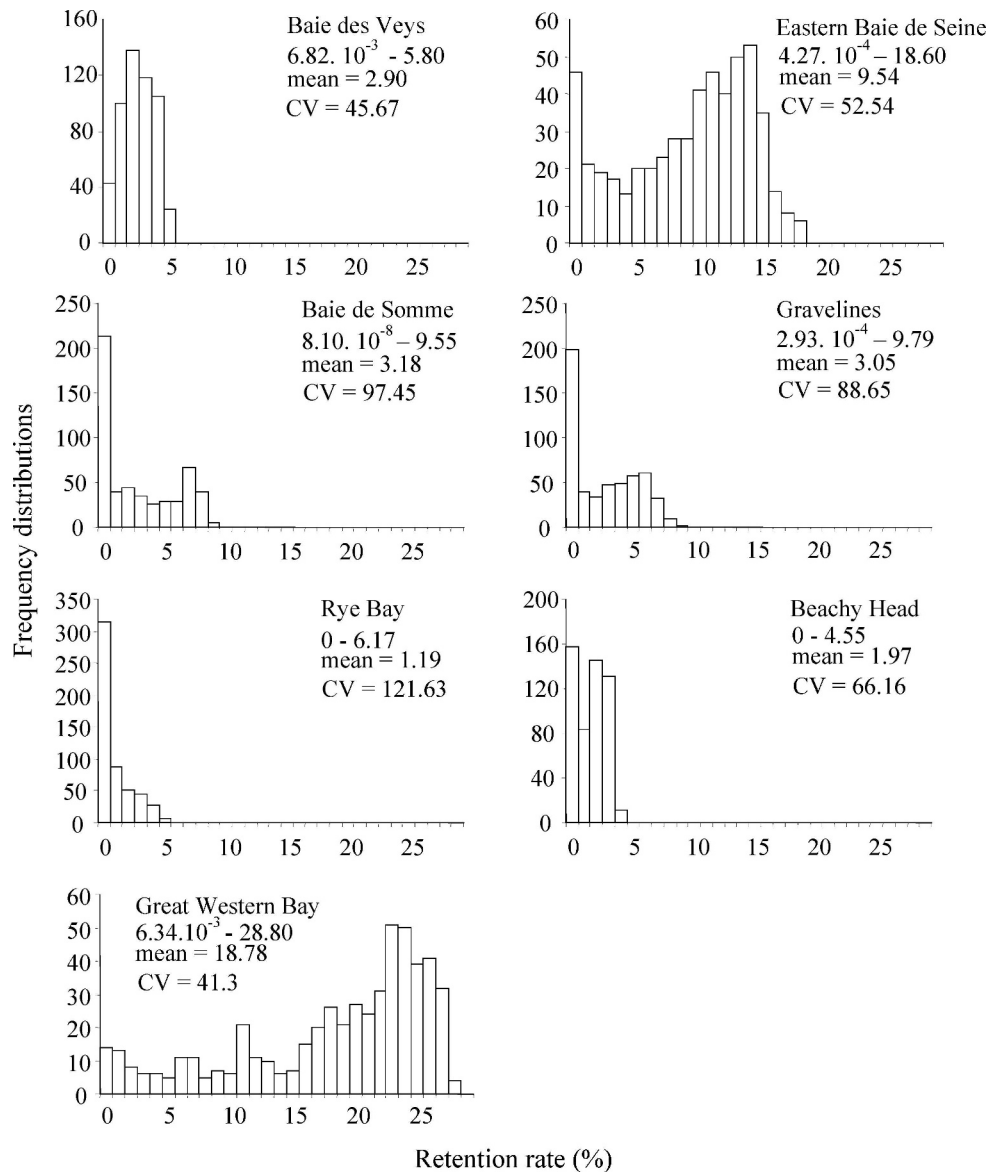 Frequency distributions
Baie des Veys
6.82. 10-3 - 5.80
mean = 2.90
CV = 45.67
160
120
80
40
0
0 5 10 15 20 25
Eastern Baie de Seine
4.27. 10-4 – 18.60
mean = 9.54
CV = 52.54
60
50
40
30
20
10
0
0 5 10 15 20 25
Baie de Somme
8.10. 10-8 – 9.55
mean = 3.18
CV = 97.45
250
200
150
100
50
0
0 5 10 15 20 25
Gravelines
2.93. 10-4 – 9.79
mean = 3.05
CV = 88.65
250
200
150
100
50
0
0 5 10 15 20 25
Rye Bay
0 - 6.17
mean = 1.19
CV = 121.63
350
300
250
200
150
100
50
0
0 5 10 15 20 25
Beachy Head
0 - 4.55
mean = 1.97
CV = 66.16
200
160
120
80
40
0
0 5 10 15 20 25
Great Western Bay
6.34.10-3 - 28.80
mean = 18.78
CV = 41.3
60
50
40
30
20
10
0
0 5 10 15 20 25
Retention rate (%)